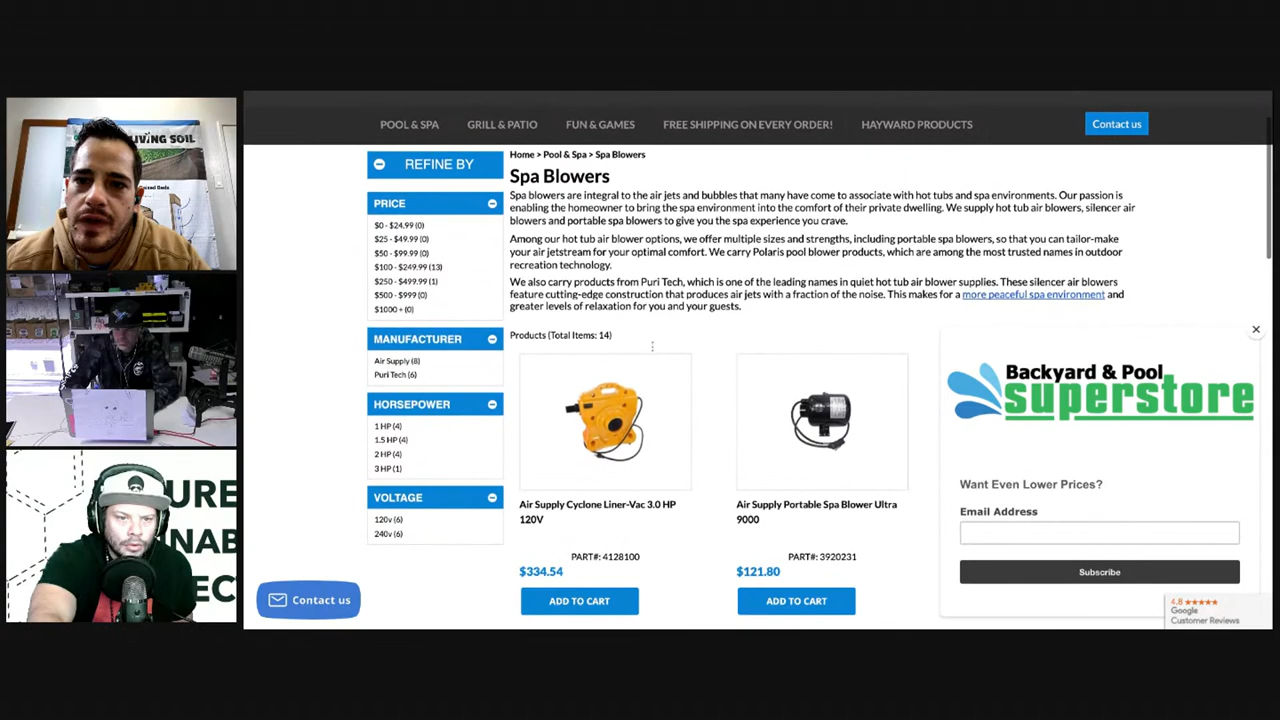 LIVING SOIL
Raised Beds
URE
NAB
EC
POOL & SPA
GRILL & PATIO
FUN & GAMES
FREE SHIPPING ON EVERY ORDER!
HAYWARD PRODUCTS
Contact us
REFINE BY
PRICE
$0 - $24.99 (0)
$25 - $49.99 (0)
$50 - $99.99 (0)
$100 - $249.99 (13)
$250 - $499.99 (1)
$500 - $999 (0)
$1000 + (0)
MANUFACTURER
Air Supply (8)
Puri Tech (6)
HORSEPOWER
1 HP (4)
1.5 HP (4)
2 HP (4)
3 HP (1)
VOLTAGE
120v (6)
240v (6)
Contact us
Home > Pool & Spa > Spa Blowers
Spa Blowers
Spa blowers are integral to the air jets and bubbles that many have come to associate with hot tubs and spa environments. Our passion is
enabling the homeowner to bring the spa environment into the comfort of their private dwelling. We supply hot tub air blowers, silencer air
blowers and portable spa blowers to give you the spa experience you crave.
Among our hot tub air blower options, we offer multiple sizes and strengths, including portable spa blowers, so that you can tailor-make
your air jetstream for your optimal comfort. We carry Polaris pool blower products, which are among the most trusted names in outdoor
recreation technology.
We also carry products from Puri Tech, which is one of the leading names in quiet hot tub air blower supplies. These silencer air blowers
feature cutting-edge construction that produces air jets with a fraction of the noise. This makes for a more peaceful spa environment and
greater levels of relaxation for you and your guests.
Products (Total Items: 14)
Air Supply Cyclone Liner-Vac 3.0 HP
120V
PART#: 4128100
$334.54
ADD TO CART
Air Supply Portable Spa Blower Ultra
9000
PART#: 3920231
$121.80
ADD TO CART
Backyard & Pool
superstore
Want Even Lower Prices?
Email Address
Subscribe
4.8 ★★★★★
Google
Customer Reviews